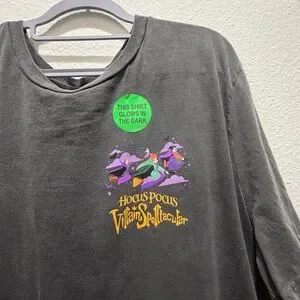 THIS SHIRT
GLOWS IN
THE DARK
HOCUS POCUS
Villain Spelltacular